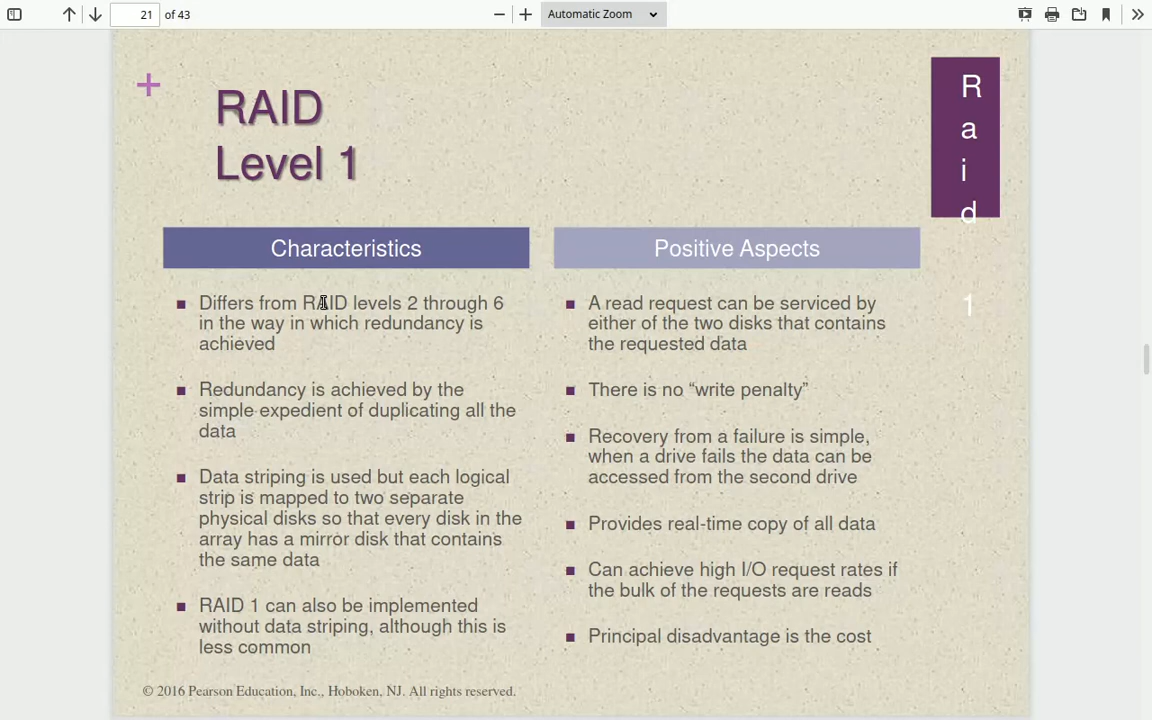 21 of 43
Automatic Zoom
RAID
Level 1
R
a
i
d
1
Characteristics
Differs from RAID levels 2 through 6
in the way in which redundancy is
achieved
Redundancy is achieved by the
simple expedient of duplicating all the
data
Data striping is used but each logical
strip is mapped to two separate
physical disks so that every disk in the
array has a mirror disk that contains
the same data
RAID 1 can also be implemented
without data striping, although this is
less common
Positive Aspects
A read request can be serviced by
either of the two disks that contains
the requested data
There is no “write penalty”
Recovery from a failure is simple,
when a drive fails the data can be
accessed from the second drive
Provides real-time copy of all data
Can achieve high I/O request rates if
the bulk of the requests are reads
Principal disadvantage is the cost
© 2016 Pearson Education, Inc., Hoboken, NJ. All rights reserved.